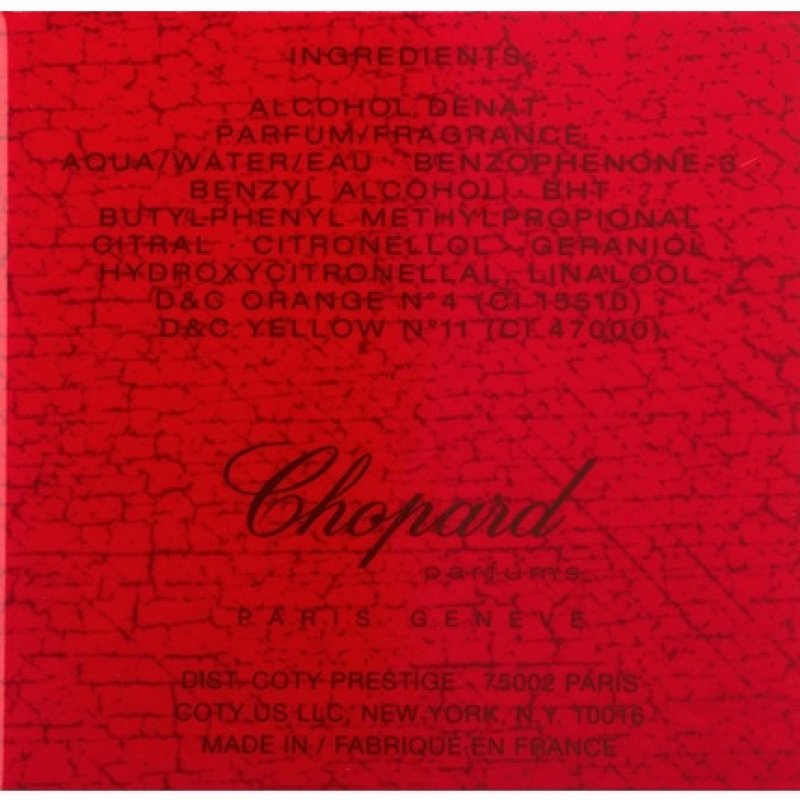 INGREDIENTS:
ALCOHOL DENAT.
PARFUM/FRAGRANCE
AQUA/WATER/EAU · BENZOPHENONE-3
BENZYL ALCOHOL · BHT
BUTYLPHENYL METHYLPROPIONAL
CITRAL · CITRONELLOL · GERANIOL
HYDROXYCITRONELLAL, LINALOOL
D&C ORANGE N°4 (CI 15510)
D&C YELLOW N°11 (CI 47000)
Chopard
parfums
PARIS GENÈVE
DIST. COTY PRESTIGE - 75002 PARIS
COTY US LLC, NEW YORK, N.Y. 10016
MADE IN / FABRIQUÉ EN FRANCE